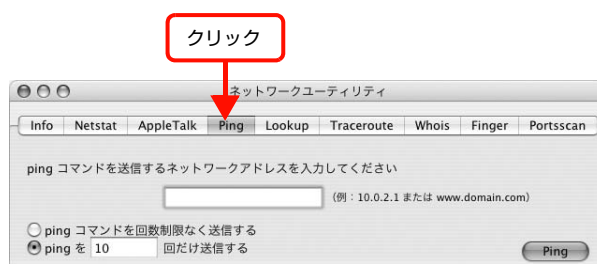 クリック
ネットワークユーティリティ
Info Netstat AppleTalk Ping Lookup Traceroute Whois Finger Portsscan
ping コマンドを送信するネットワークアドレスを入力してください
(例：10.0.2.1 または www.domain.com)
ping コマンドを回数制限なく送信する
ping を 10 回だけ送信する
Ping